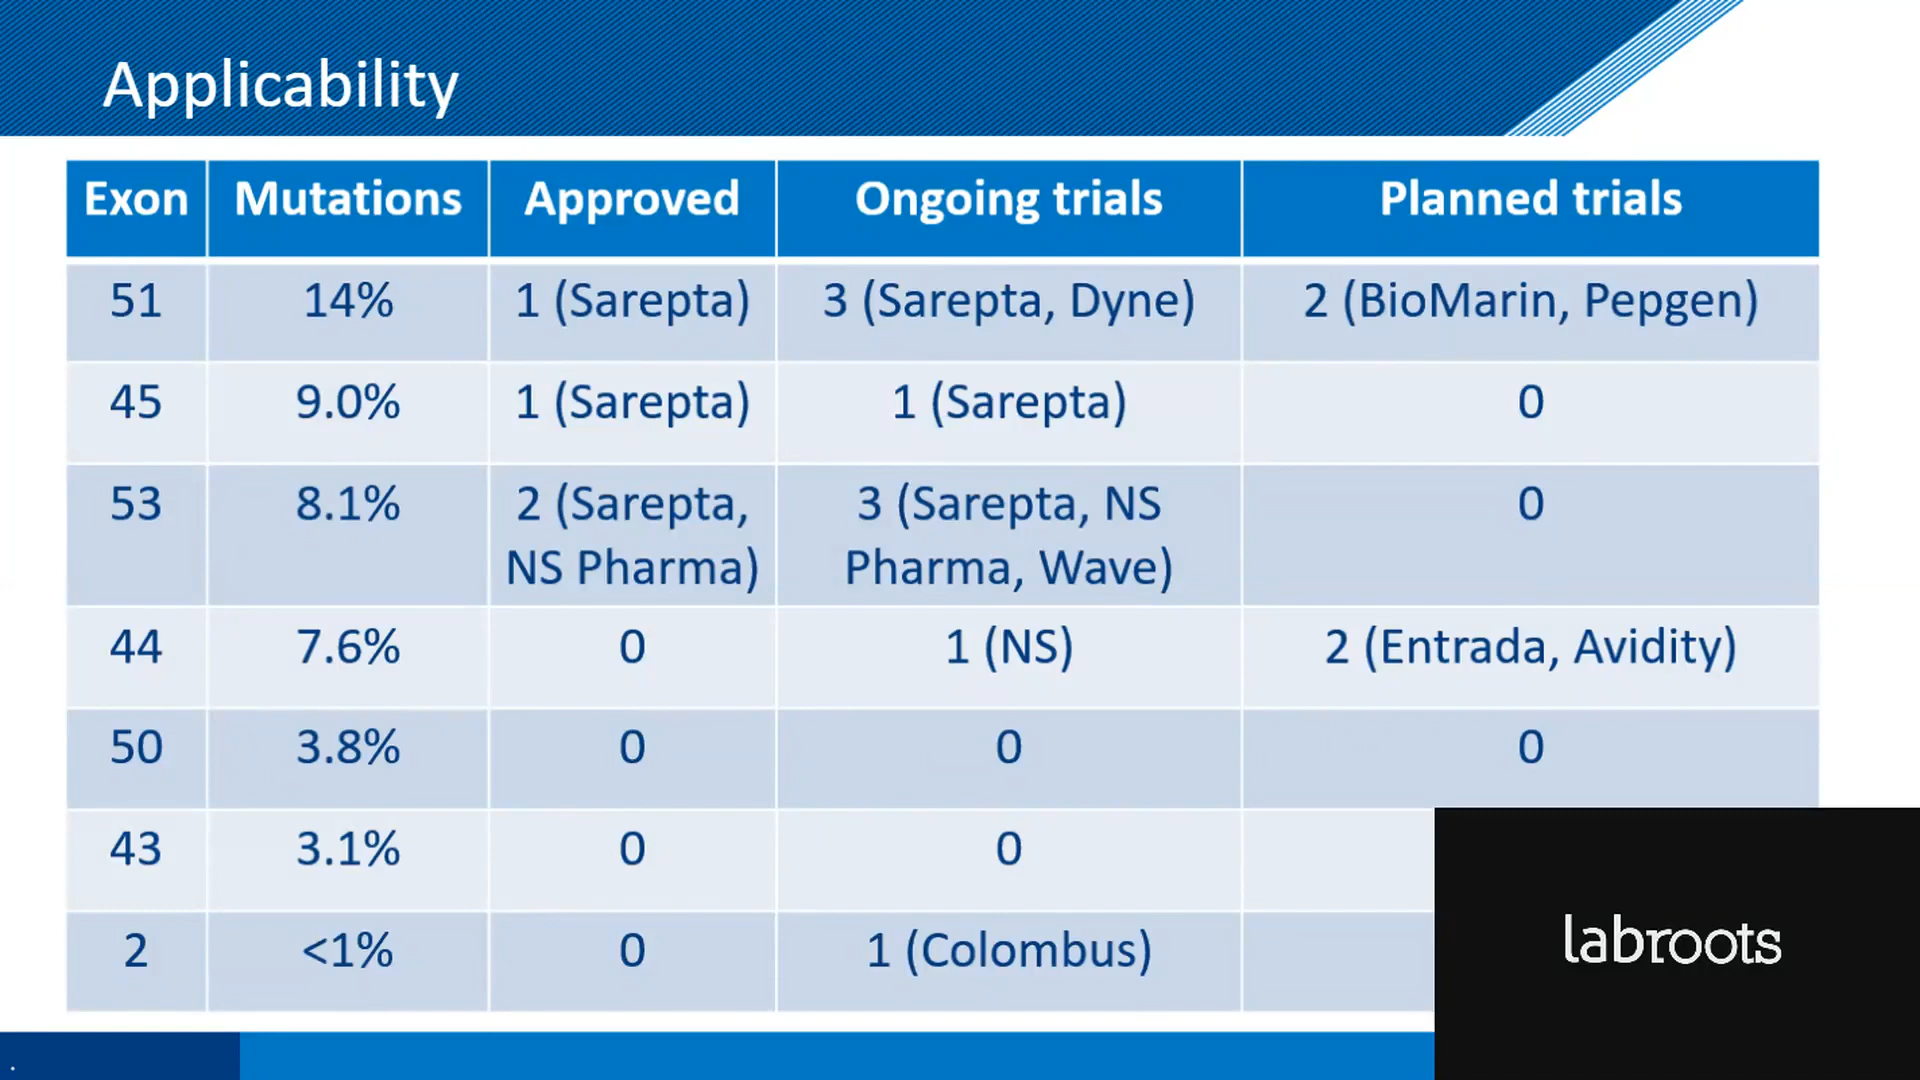 Applicability
Exon Mutations Approved Ongoing trials Planned trials
51 14% 1 (Sarepta) 3 (Sarepta, Dyne) 2 (BioMarin, Pepgen)
45 9.0% 1 (Sarepta) 1 (Sarepta) 0
53 8.1% 2 (Sarepta, 3 (Sarepta, NS 0
NS Pharma) Pharma, Wave)
44 7.6% 0 1 (NS) 2 (Entrada, Avidity)
50 3.8% 0 0 0
43 3.1% 0 0
2 <1% 0 1 (Colombus)
labroots